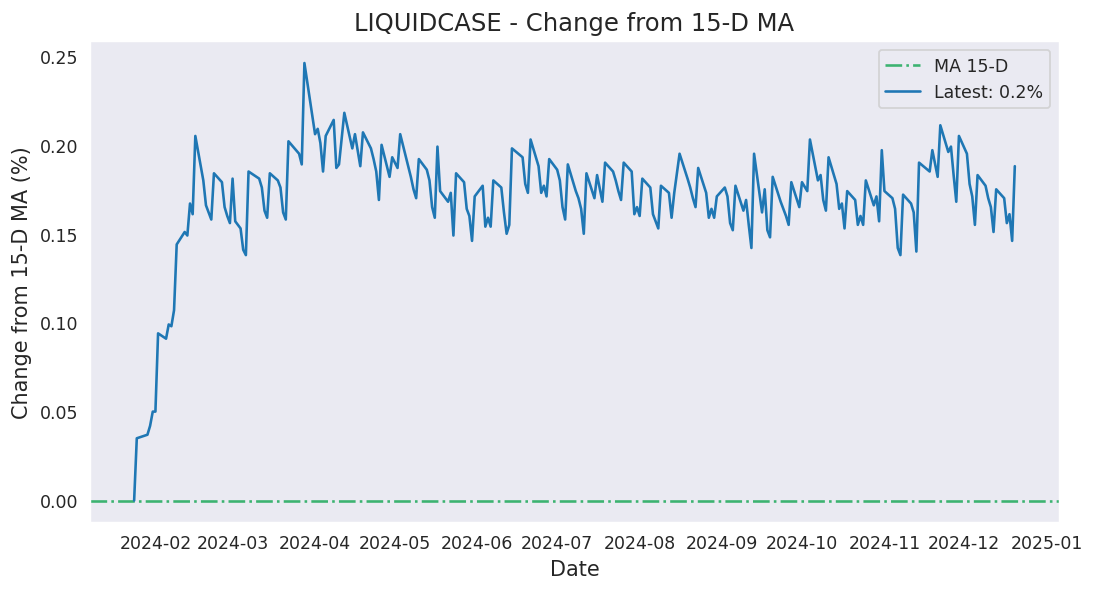 LIQUIDCASE - Change from 15-D MA
MA 15-D
Latest: 0.2%
Change from 15-D MA (%)
0.25
0.20
0.15
0.10
0.05
0.00
2024-02 2024-03 2024-04 2024-05 2024-06 2024-07 2024-08 2024-09 2024-10 2024-11 2024-12 2025-01
Date